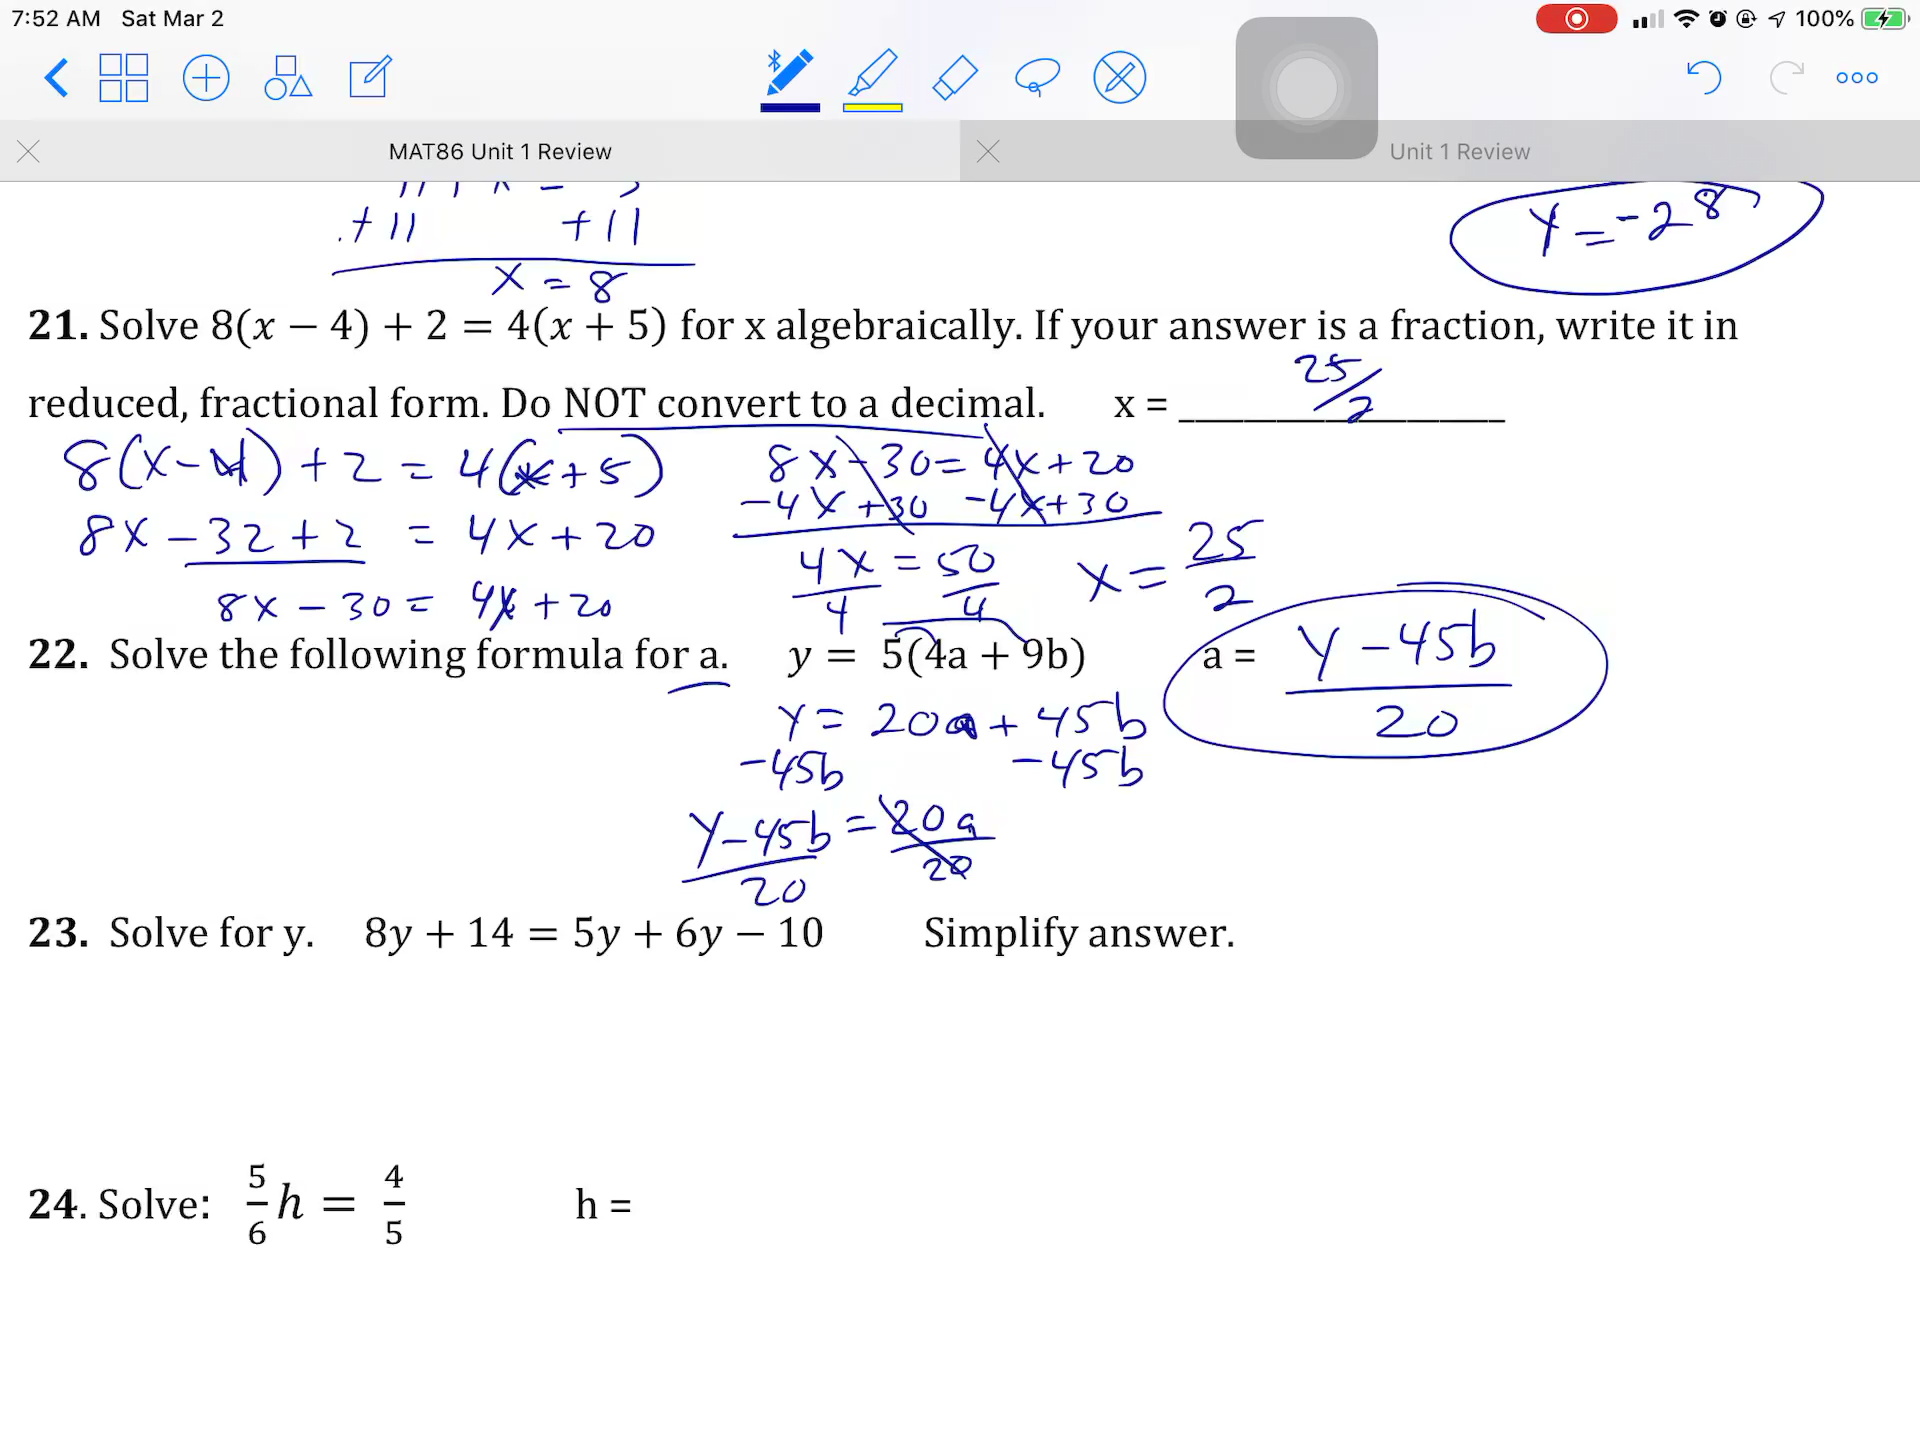 7:52 AM Sat Mar 2 100%
MAT86 Unit 1 Review Unit 1 Review
+11 +11
x = 8
y = -28
21. Solve 8(x − 4) + 2 = 4(x + 5) for x algebraically. If your answer is a fraction, write it in
reduced, fractional form. Do NOT convert to a decimal. x = ________________ 25/2
8(x-4) + 2 = 4(x+5)
8x - 32 + 2 = 4x + 20
8x - 30 = 4x + 20
8x - 30 = 4x + 20
-4x + 30 -4x + 30
4x/4 = 50/4
x = 25/2
22. Solve the following formula for a. y = 5(4a + 9b) a = (y - 45b)/20
y = 20a + 45b
-45b -45b
(y - 45b)/20 = 20a/20
23. Solve for y. 8y + 14 = 5y + 6y − 10 Simplify answer.
24. Solve: 5/6 h = 4/5 h =